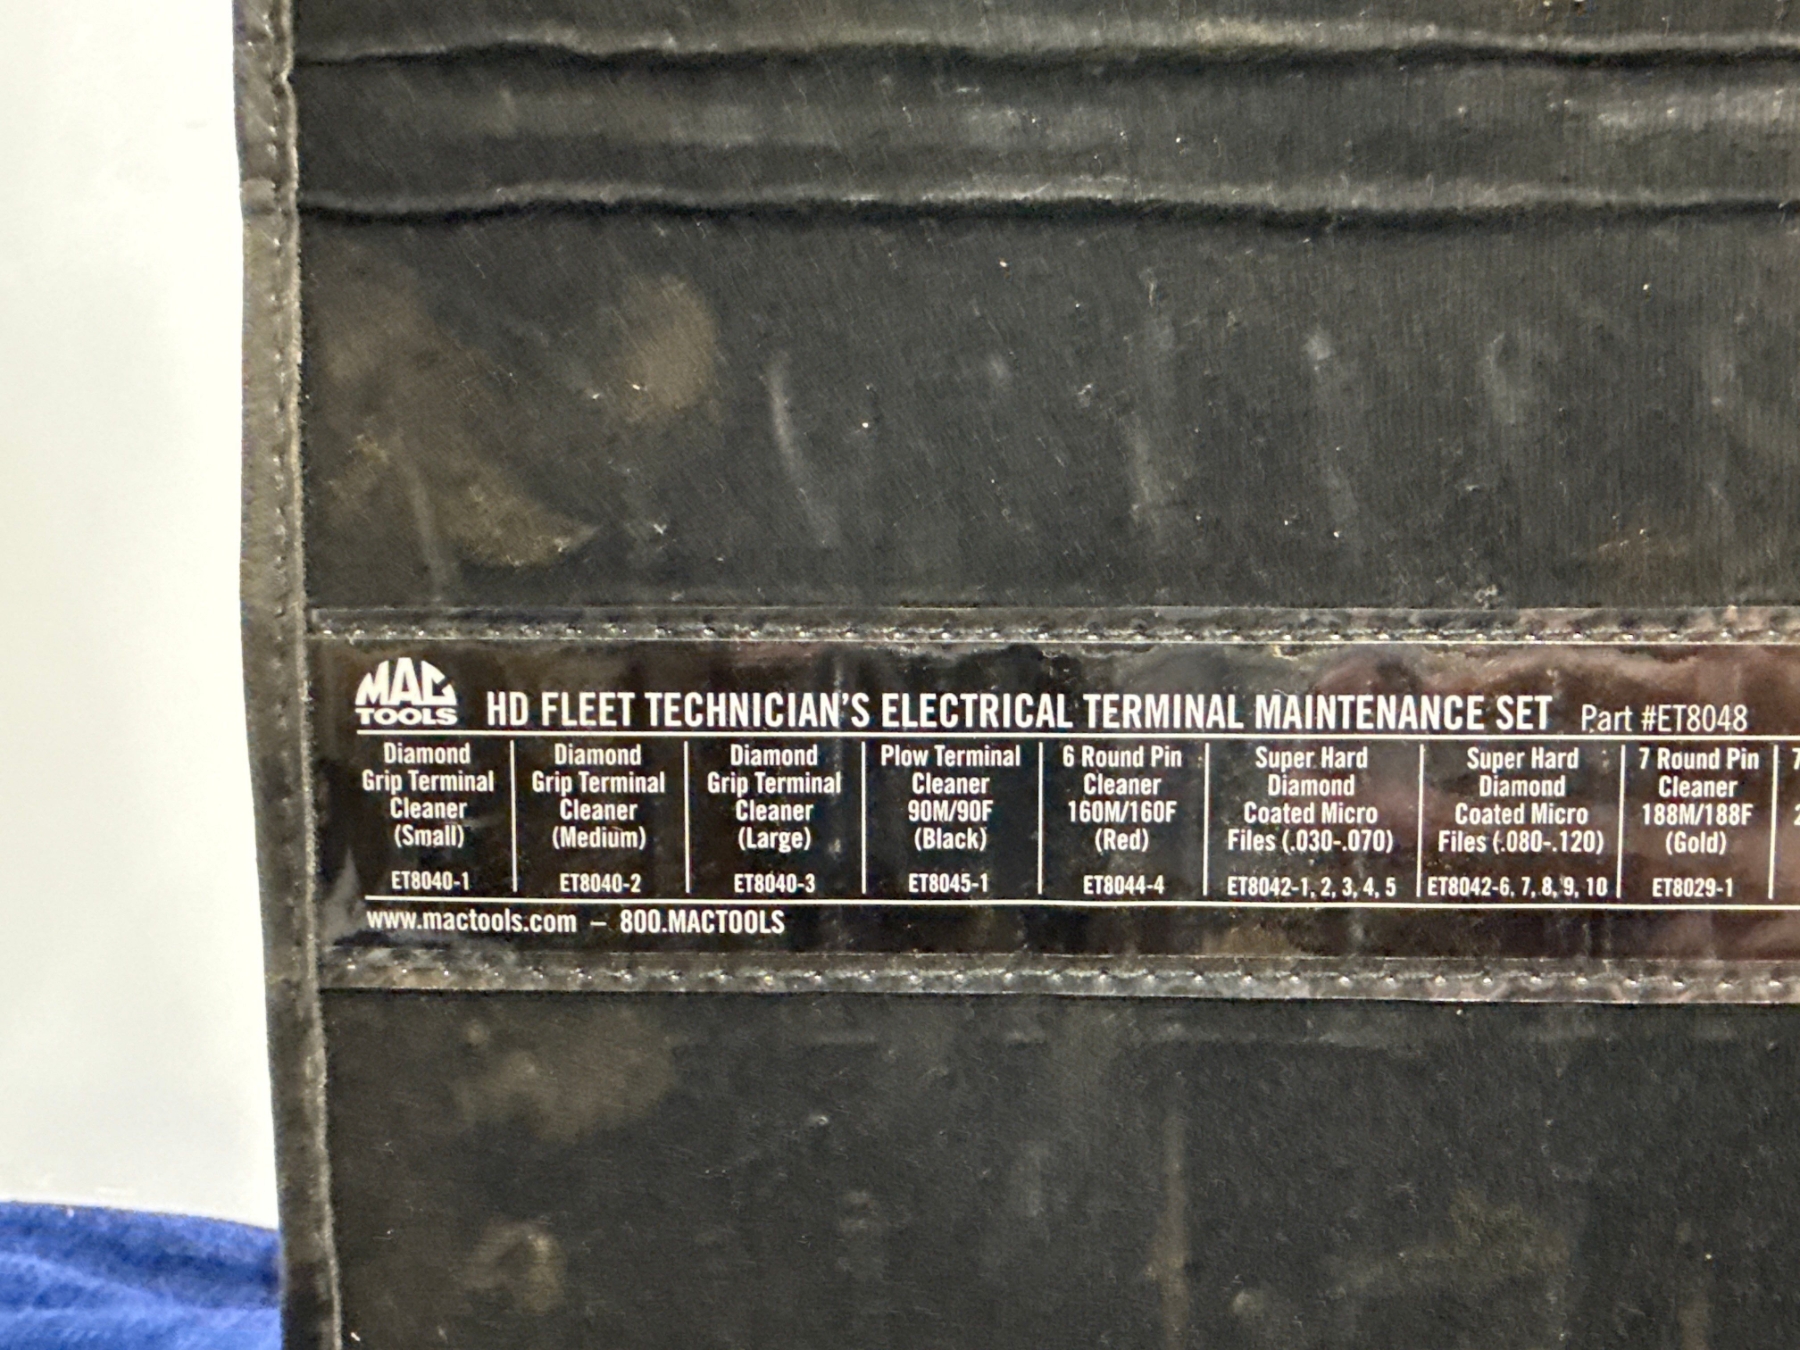 MAC TOOLS
HD FLEET TECHNICIAN'S ELECTRICAL TERMINAL MAINTENANCE SET Part #ET8048
Diamond
Grip Terminal
Cleaner
(Small)
ET8040-1
Diamond
Grip Terminal
Cleaner
(Medium)
ET8040-2
Diamond
Grip Terminal
Cleaner
(Large)
ET8040-3
Plow Terminal
Cleaner
90M/90F
(Black)
ET8045-1
6 Round Pin
Cleaner
160M/160F
(Red)
ET8044-4
Super Hard
Diamond
Coated Micro
Files (.030-.070)
ET8042-1, 2, 3, 4, 5
Super Hard
Diamond
Coated Micro
Files (.080-.120)
ET8042-6, 7, 8, 9, 10
7 Round Pin
Cleaner
188M/188F
(Gold)
ET8029-1
www.mactools.com – 800.MACTOOLS